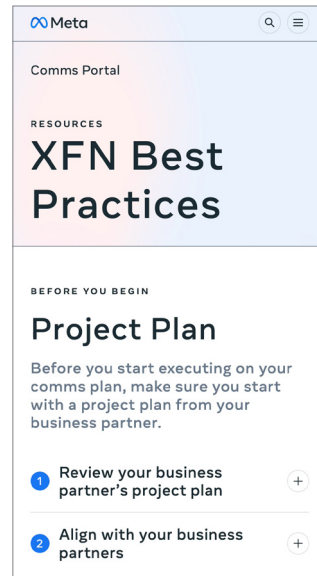 Meta
Comms Portal
RESOURCES
XFN Best
Practices
BEFORE YOU BEGIN
Project Plan
Before you start executing on your
comms plan, make sure you start
with a project plan from your
business partner.
1 Review your business
partner's project plan
2 Align with your business
partners